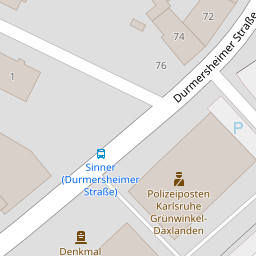 72
74
76
1
Durmersheimer Straße
P
Sinner
(Durmersheimer
Straße)
Polizeiposten
Karlsruhe
Grünwinkel-
Daxlanden
Denkmal